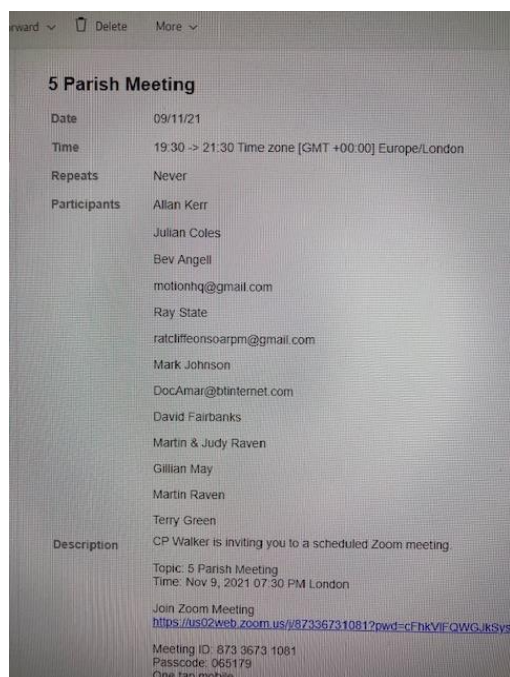 rward Delete More
5 Parish Meeting
Date 09/11/21
Time 19:30 -> 21:30 Time zone [GMT +00:00] Europe/London
Repeats Never
Participants Allan Kerr
Julian Coles
Bev Angell
motionhq@gmail.com
Ray State
ratcliffeonsoarpm@gmail.com
Mark Johnson
DocAmar@btinternet.com
David Fairbanks
Martin & Judy Raven
Gillian May
Martin Raven
Terry Green
Description CP Walker is inviting you to a scheduled Zoom meeting.
Topic: 5 Parish Meeting
Time: Nov 9, 2021 07:30 PM London
Join Zoom Meeting
https://us02web.zoom.us/j/87336731081?pwd=cFhkVlFQWGJkSys
Meeting ID: 873 3673 1081
Passcode: 065179
One tap mobile